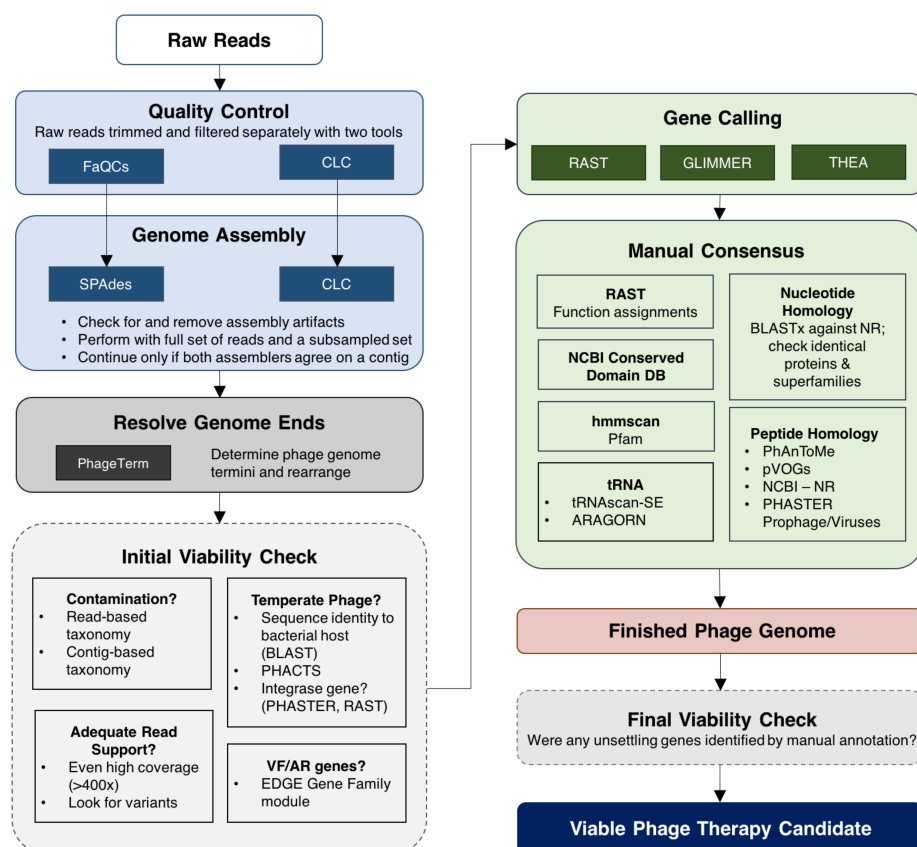 Raw Reads
Quality Control
Raw reads trimmed and filtered separately with two tools
FaQCs
CLC
Genome Assembly
SPAdes
CLC
• Check for and remove assembly artifacts
• Perform with full set of reads and a subsampled set
• Continue only if both assemblers agree on a contig
Resolve Genome Ends
PhageTerm
Determine phage genome
termini and rearrange
Initial Viability Check
Contamination?
• Read-based
taxonomy
• Contig-based
taxonomy
Temperate Phage?
• Sequence identity to
bacterial host
(BLAST)
• PHACTS
• Integrase gene?
(PHASTER, RAST)
Adequate Read
Support?
• Even high coverage
(>400x)
• Look for variants
VF/AR genes?
• EDGE Gene Family
module
Gene Calling
RAST
GLIMMER
THEA
Manual Consensus
RAST
Function assignments
NCBI Conserved
Domain DB
hmmscan
Pfam
tRNA
• tRNAscan-SE
• ARAGORN
Nucleotide
Homology
BLASTx against NR;
check identical
proteins &
superfamilies
Peptide Homology
• PhAnToMe
• pVOGs
• NCBI – NR
• PHASTER
Prophage/Viruses
Finished Phage Genome
Final Viability Check
Were any unsettling genes identified by manual annotation?
Viable Phage Therapy Candidate